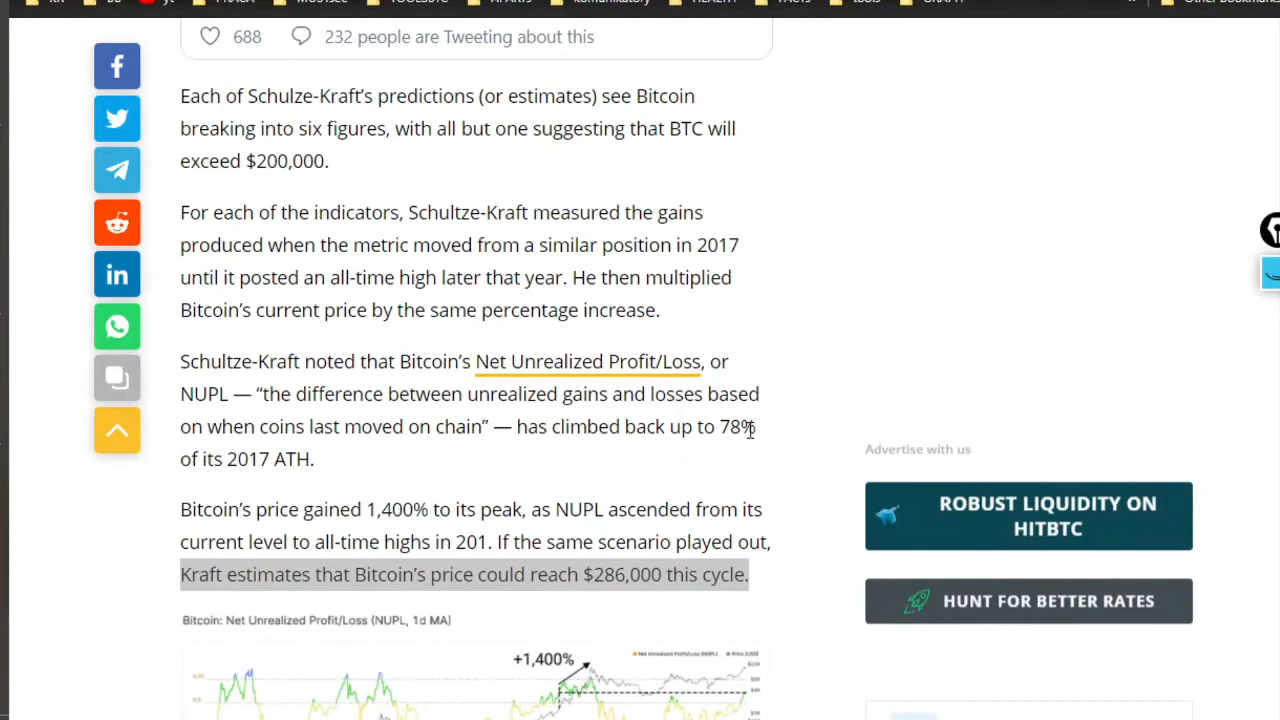 688 232 people are Tweeting about this
Each of Schulze-Kraft’s predictions (or estimates) see Bitcoin
breaking into six figures, with all but one suggesting that BTC will
exceed $200,000.
For each of the indicators, Schultze-Kraft measured the gains
produced when the metric moved from a similar position in 2017
until it posted an all-time high later that year. He then multiplied
Bitcoin’s current price by the same percentage increase.
Schultze-Kraft noted that Bitcoin’s Net Unrealized Profit/Loss, or
NUPL — “the difference between unrealized gains and losses based
on when coins last moved on chain” — has climbed back up to 78%
of its 2017 ATH.
Bitcoin’s price gained 1,400% to its peak, as NUPL ascended from its
current level to all-time highs in 201. If the same scenario played out,
Kraft estimates that Bitcoin’s price could reach $286,000 this cycle.
Bitcoin: Net Unrealized Profit/Loss (NUPL, 1d MA)
+1,400%
Advertise with us
ROBUST LIQUIDITY ON
HITBTC
HUNT FOR BETTER RATES